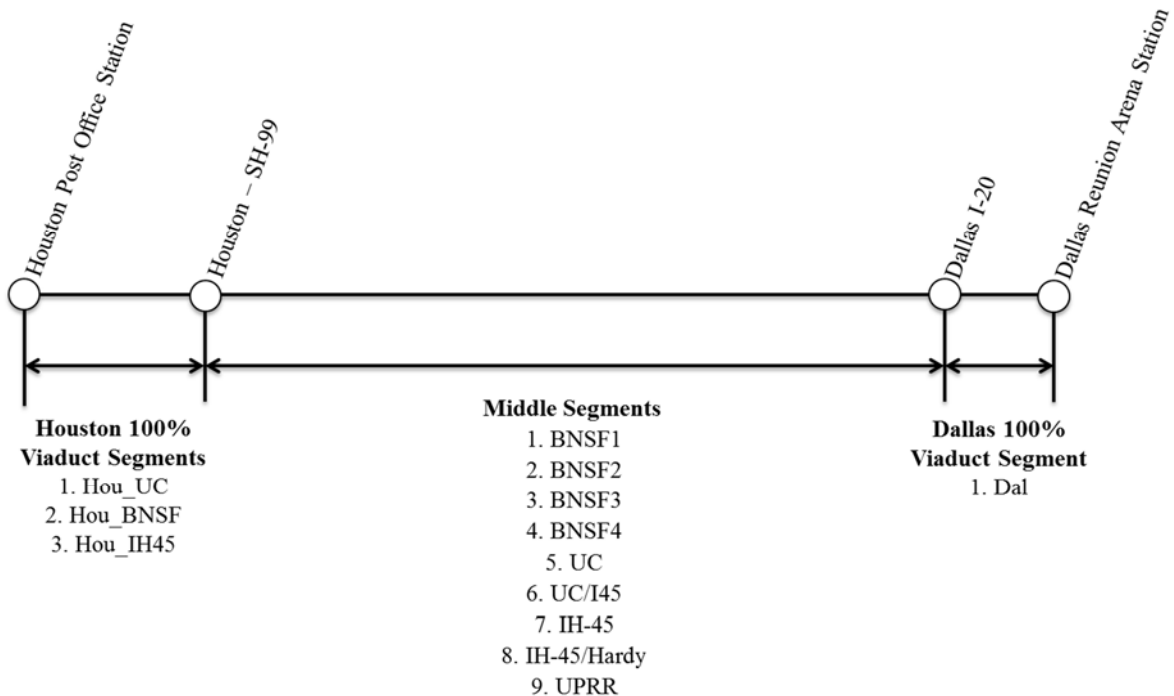 Houston Post Office Station
Houston – SH-99
Dallas I-20
Dallas Reunion Arena Station
Houston 100%
Viaduct Segments
1. Hou_UC
2. Hou_BNSF
3. Hou_IH45
Middle Segments
1. BNSF1
2. BNSF2
3. BNSF3
4. BNSF4
5. UC
6. UC/I45
7. IH-45
8. IH-45/Hardy
9. UPRR
Dallas 100%
Viaduct Segment
1. Dal